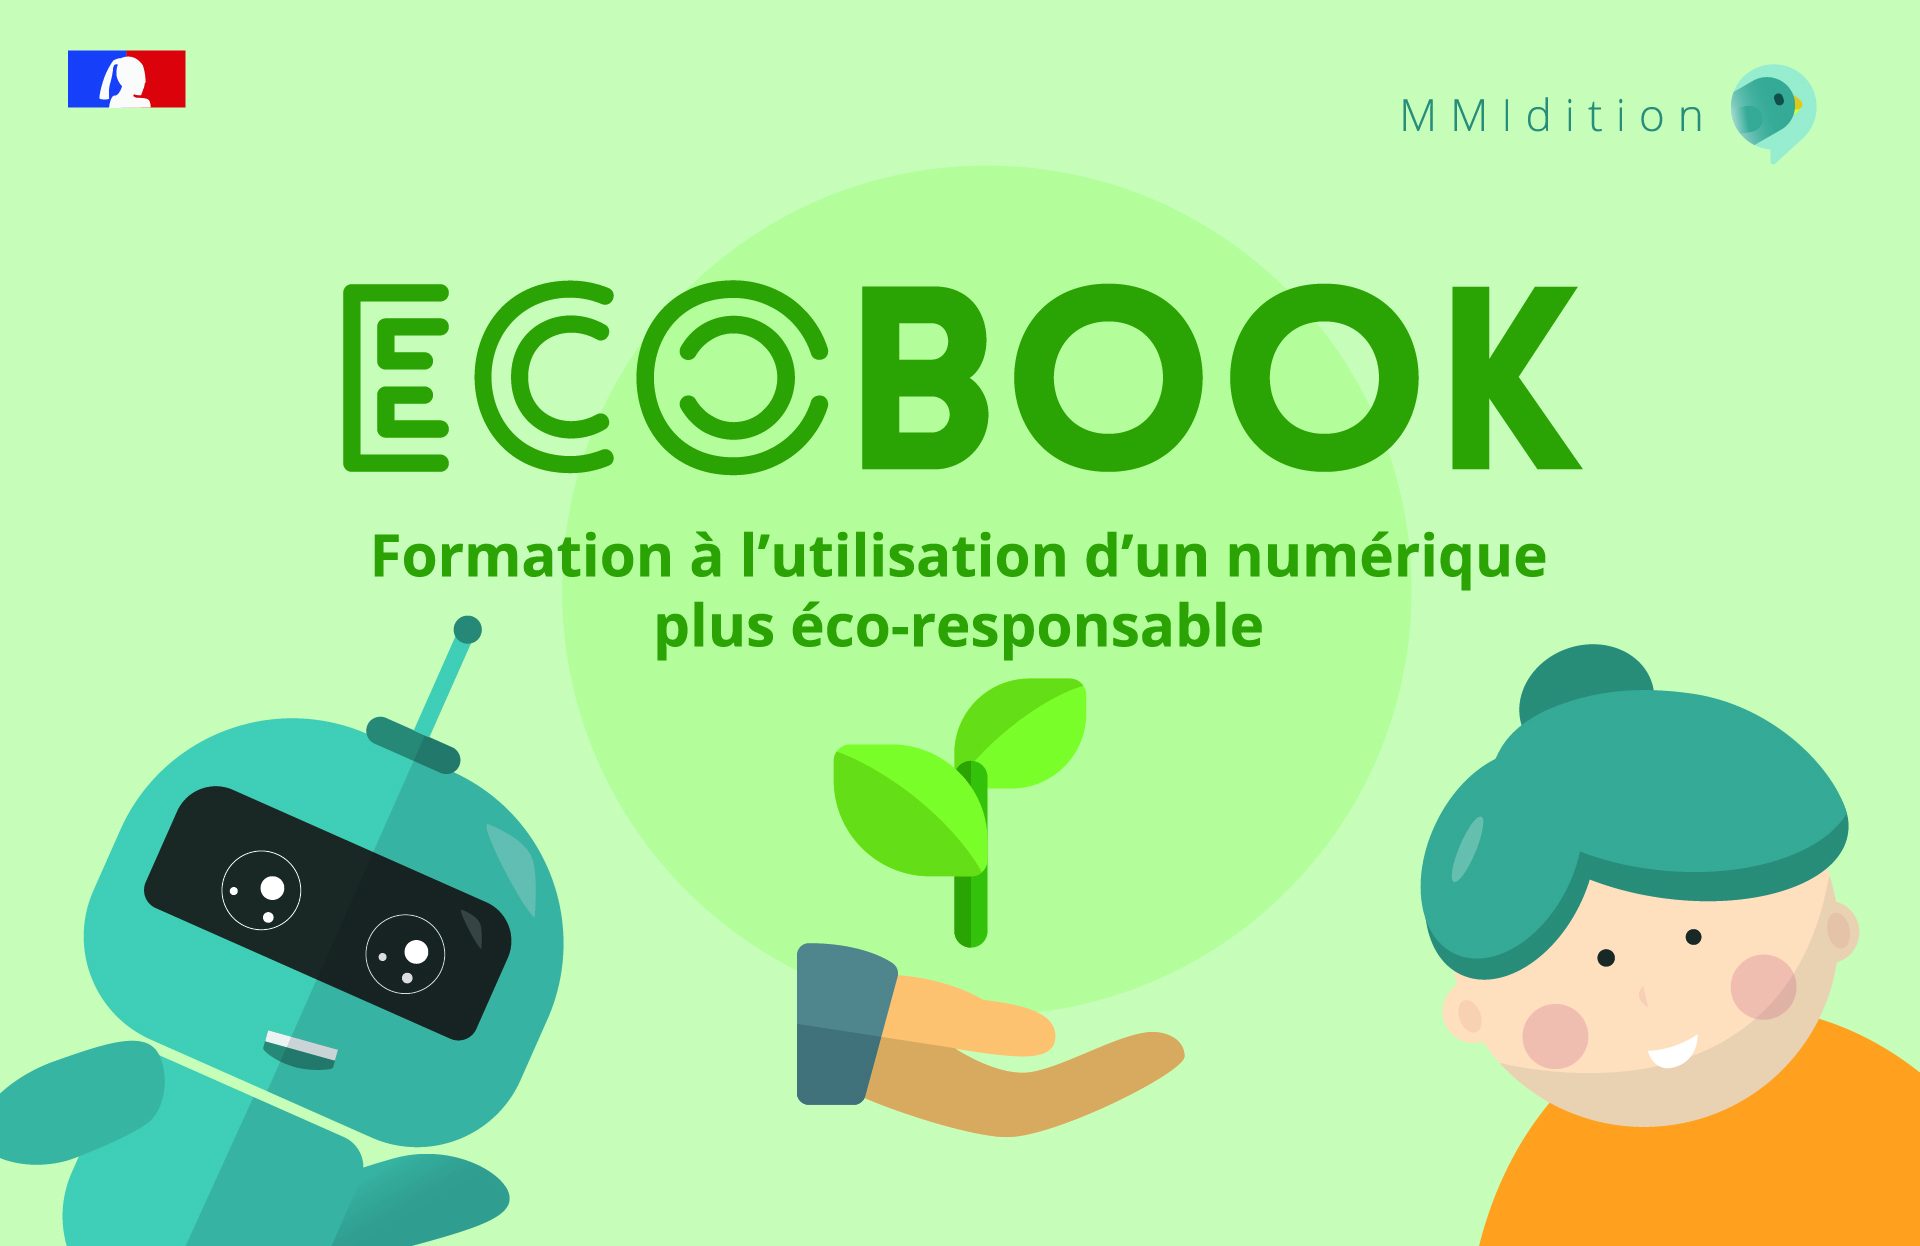 MMIdition
ECOBOOK
Formation à l’utilisation d’un numérique
plus éco-responsable